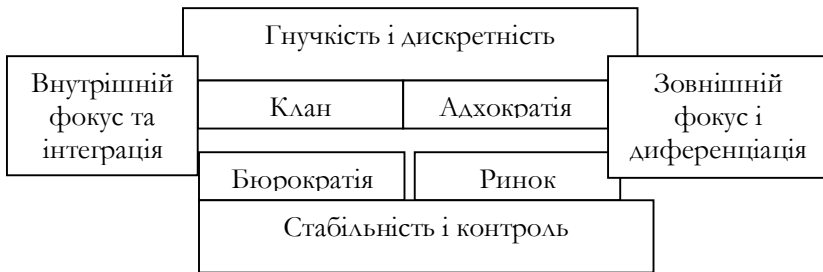 Гнучкість і дискретність
Внутрішній
фокус та
інтеграція
Клан
Адхократія
Зовнішній
фокус і
диференціація
Бюрократія
Ринок
Стабільність і контроль